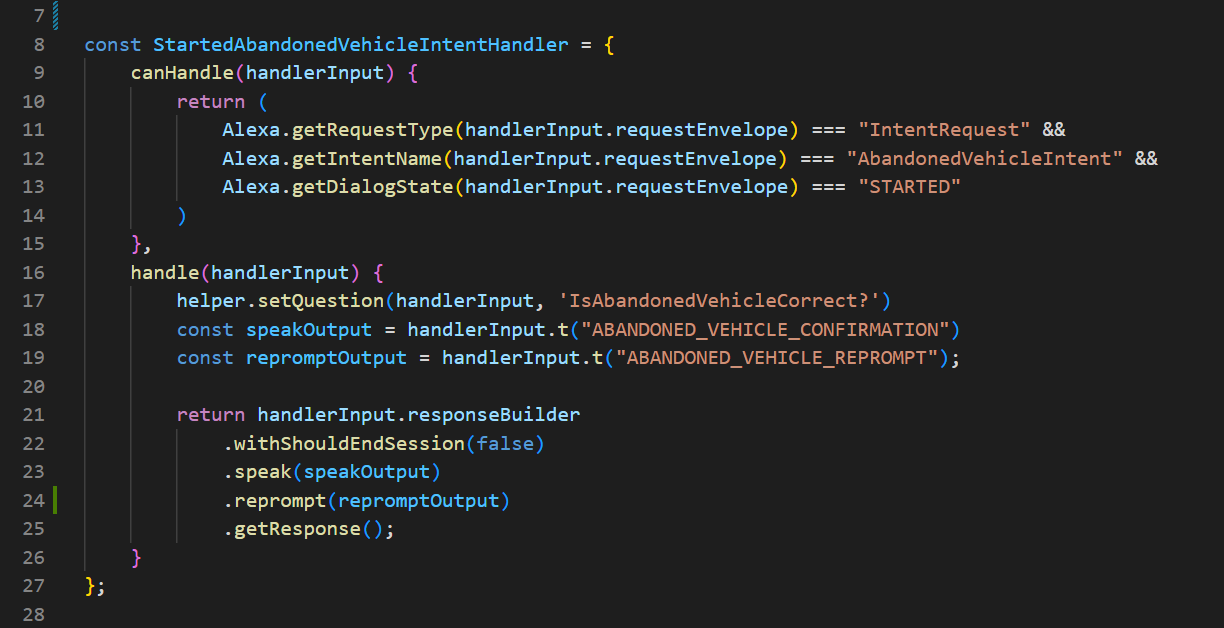 7
8 const StartedAbandonedVehicleIntentHandler = {
9     canHandle(handlerInput) {
10         return (
11             Alexa.getRequestType(handlerInput.requestEnvelope) === "IntentRequest" &&
12             Alexa.getIntentName(handlerInput.requestEnvelope) === "AbandonedVehicleIntent" &&
13             Alexa.getDialogState(handlerInput.requestEnvelope) === "STARTED"
14         )
15     },
16     handle(handlerInput) {
17         helper.setQuestion(handlerInput, 'IsAbandonedVehicleCorrect?')
18         const speakOutput = handlerInput.t("ABANDONED_VEHICLE_CONFIRMATION")
19         const repromptOutput = handlerInput.t("ABANDONED_VEHICLE_REPROMPT");
20
21         return handlerInput.responseBuilder
22             .withShouldEndSession(false)
23             .speak(speakOutput)
24             .reprompt(repromptOutput)
25             .getResponse();
26     }
27 };
28